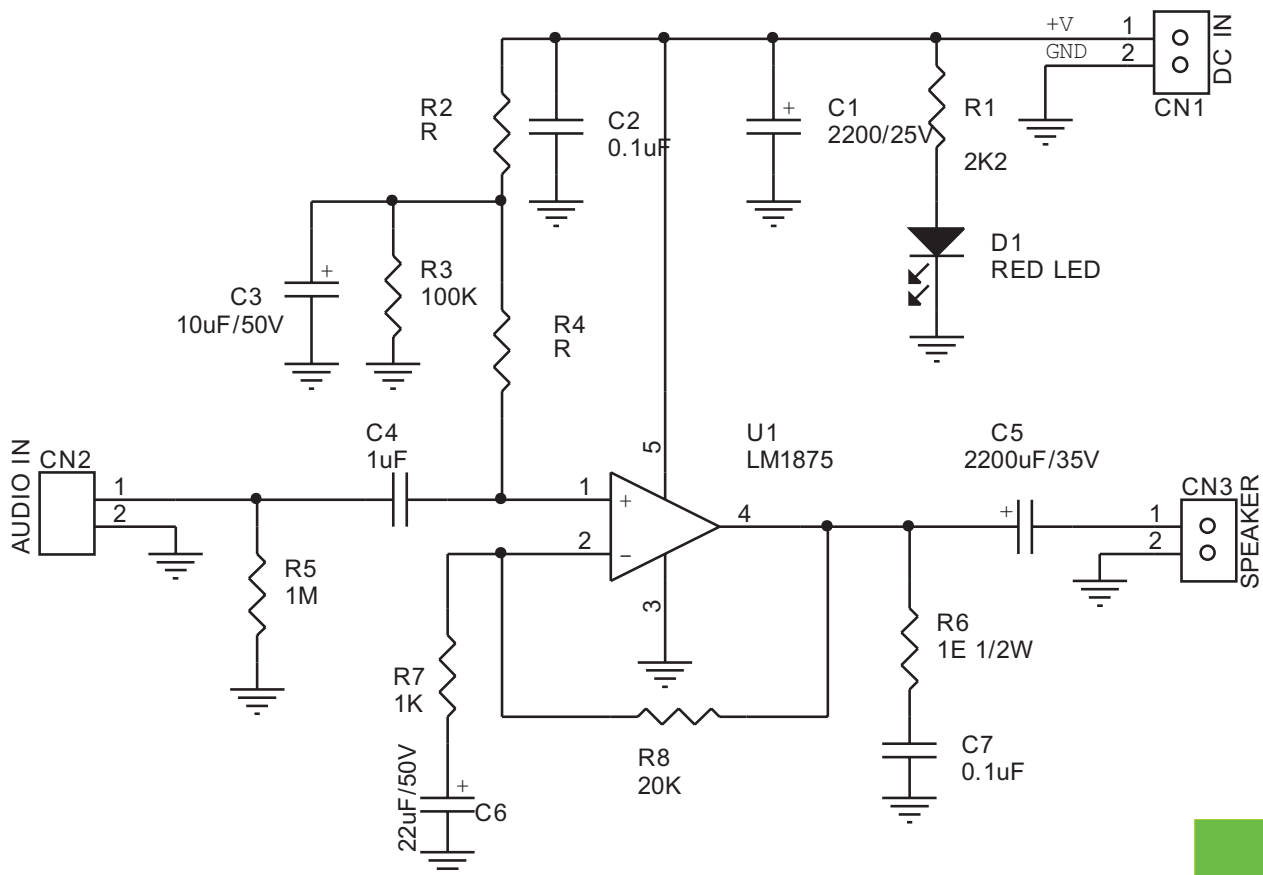 +V
1
GND
2
DC IN
CN1
R2
R
C2
0.1uF
C1
2200/25V
+
R1
2K2
D1
RED LED
C3
10uF/50V
+
R3
100K
R4
R
AUDIO IN
CN2
1
2
C4
1uF
R5
1M
U1
LM1875
5
1
+
2
−
3
4
C5
2200uF/35V
+
CN3
1
2
SPEAKER
R6
1E 1/2W
R7
1K
R8
20K
C7
0.1uF
22uF/50V
+
C6